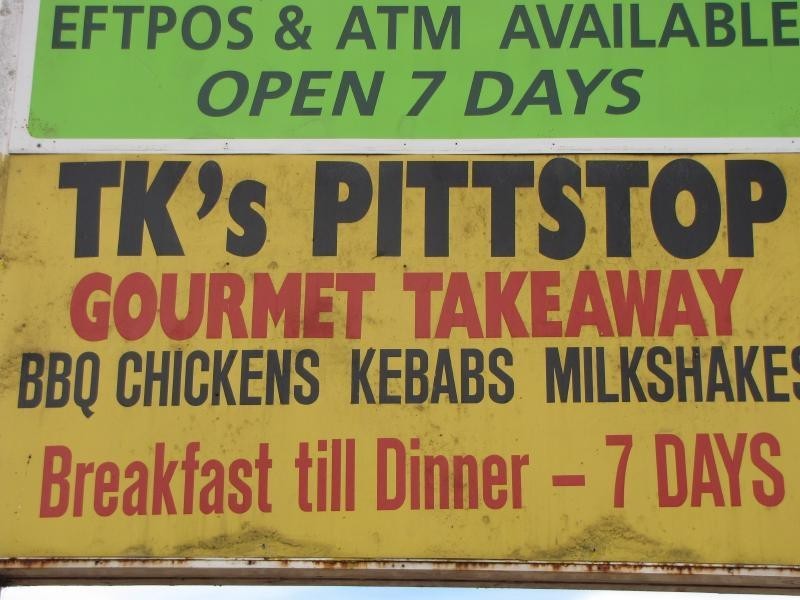 EFTPOS & ATM AVAILABLE
OPEN 7 DAYS
TK's PITTSTOP
GOURMET TAKEAWAY
BBQ CHICKENS KEBABS MILKSHAKES
Breakfast till Dinner – 7 DAYS